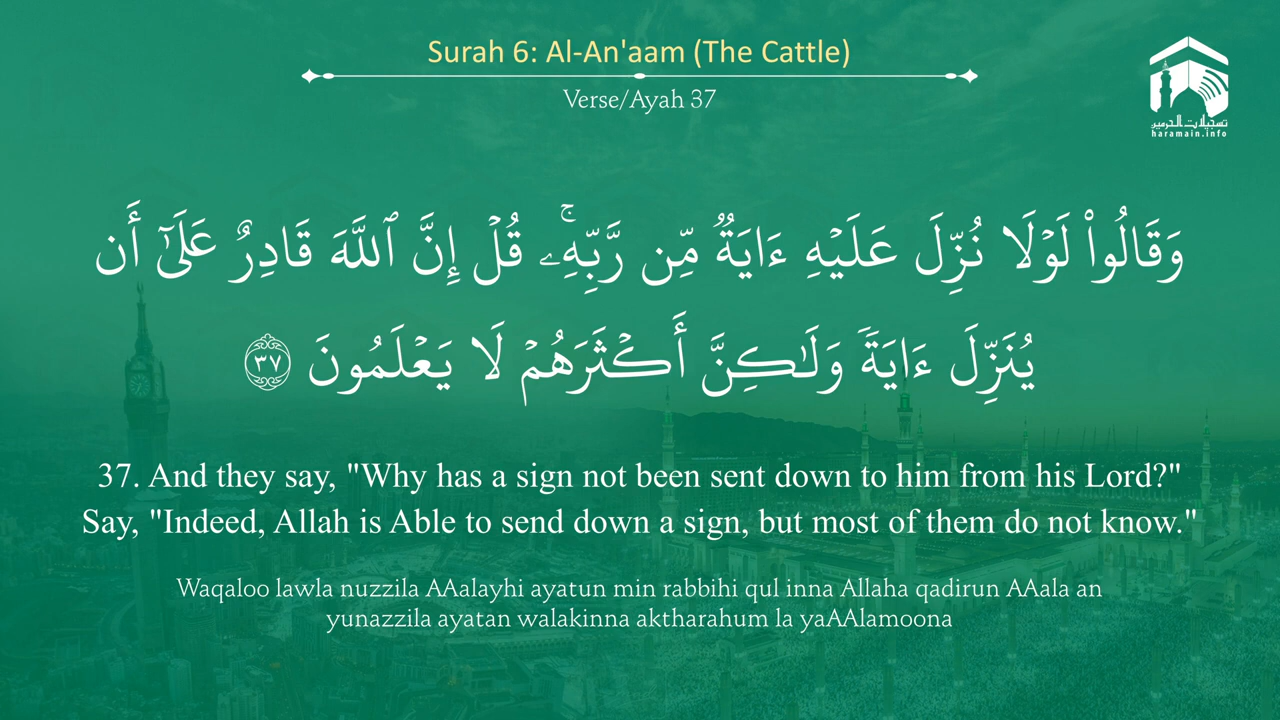 Surah 6: Al-An'aam (The Cattle)
Verse/Ayah 37
تسجيلات الحرمين
haramain.info
وَقَالُوا۟ لَوْلَا نُزِّلَ عَلَيْهِ ءَايَةٌۭ مِّن رَّبِّهِۦ ۚ قُلْ إِنَّ ٱللَّهَ قَادِرٌ عَلَىٰٓ أَن
يُنَزِّلَ ءَايَةًۭ وَلَـٰكِنَّ أَكْثَرَهُمْ لَا يَعْلَمُونَ ٣٧
37. And they say, "Why has a sign not been sent down to him from his Lord?"
Say, "Indeed, Allah is Able to send down a sign, but most of them do not know."
Waqaloo lawla nuzzila AAalayhi ayatun min rabbihi qul inna Allaha qadirun AAala an
yunazzila ayatan walakinna aktharahum la yaAAlamoona